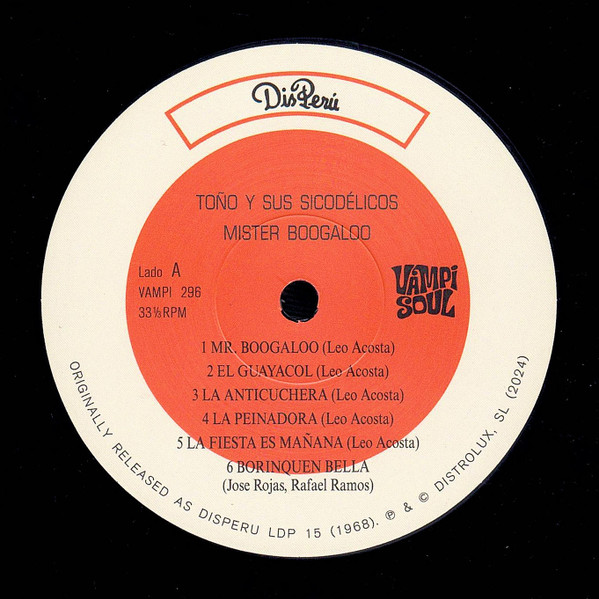 DisPerú
TOÑO Y SUS SICODÉLICOS
MISTER BOOGALOO
Lado A
VAMPI 296
33⅓ RPM
VAMPI
SOUL
1 MR. BOOGALOO (Leo Acosta)
2 EL GUAYACOL (Leo Acosta)
3 LA ANTICUCHERA (Leo Acosta)
4 LA PEINADORA (Leo Acosta)
5 LA FIESTA ES MAÑANA (Leo Acosta)
6 BORINQUEN BELLA
(Jose Rojas, Rafael Ramos)
ORIGINALLY RELEASED AS DISPERU LDP 15 (1968). ℗ & © DISTROLUX, SL (2024)